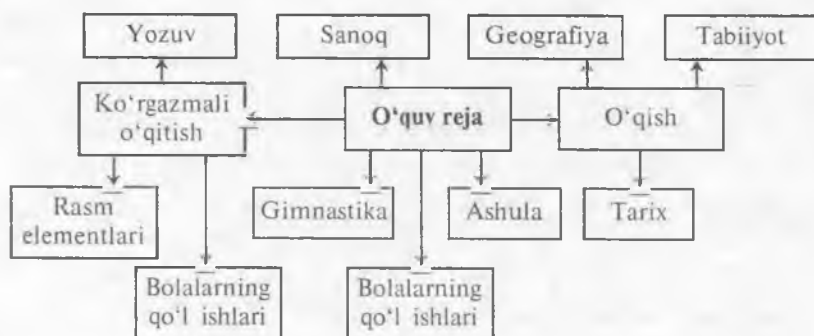 Yozuv
Sanoq
Geografiya
Tabiiyot
Ko‘rgazmali
o‘qitish
O‘quv reja
O‘qish
Rasm
elementlari
Gimnastika
Ashula
Tarix
Bolalarning
qo‘l ishlari
Bolalarning
qo‘l ishlari